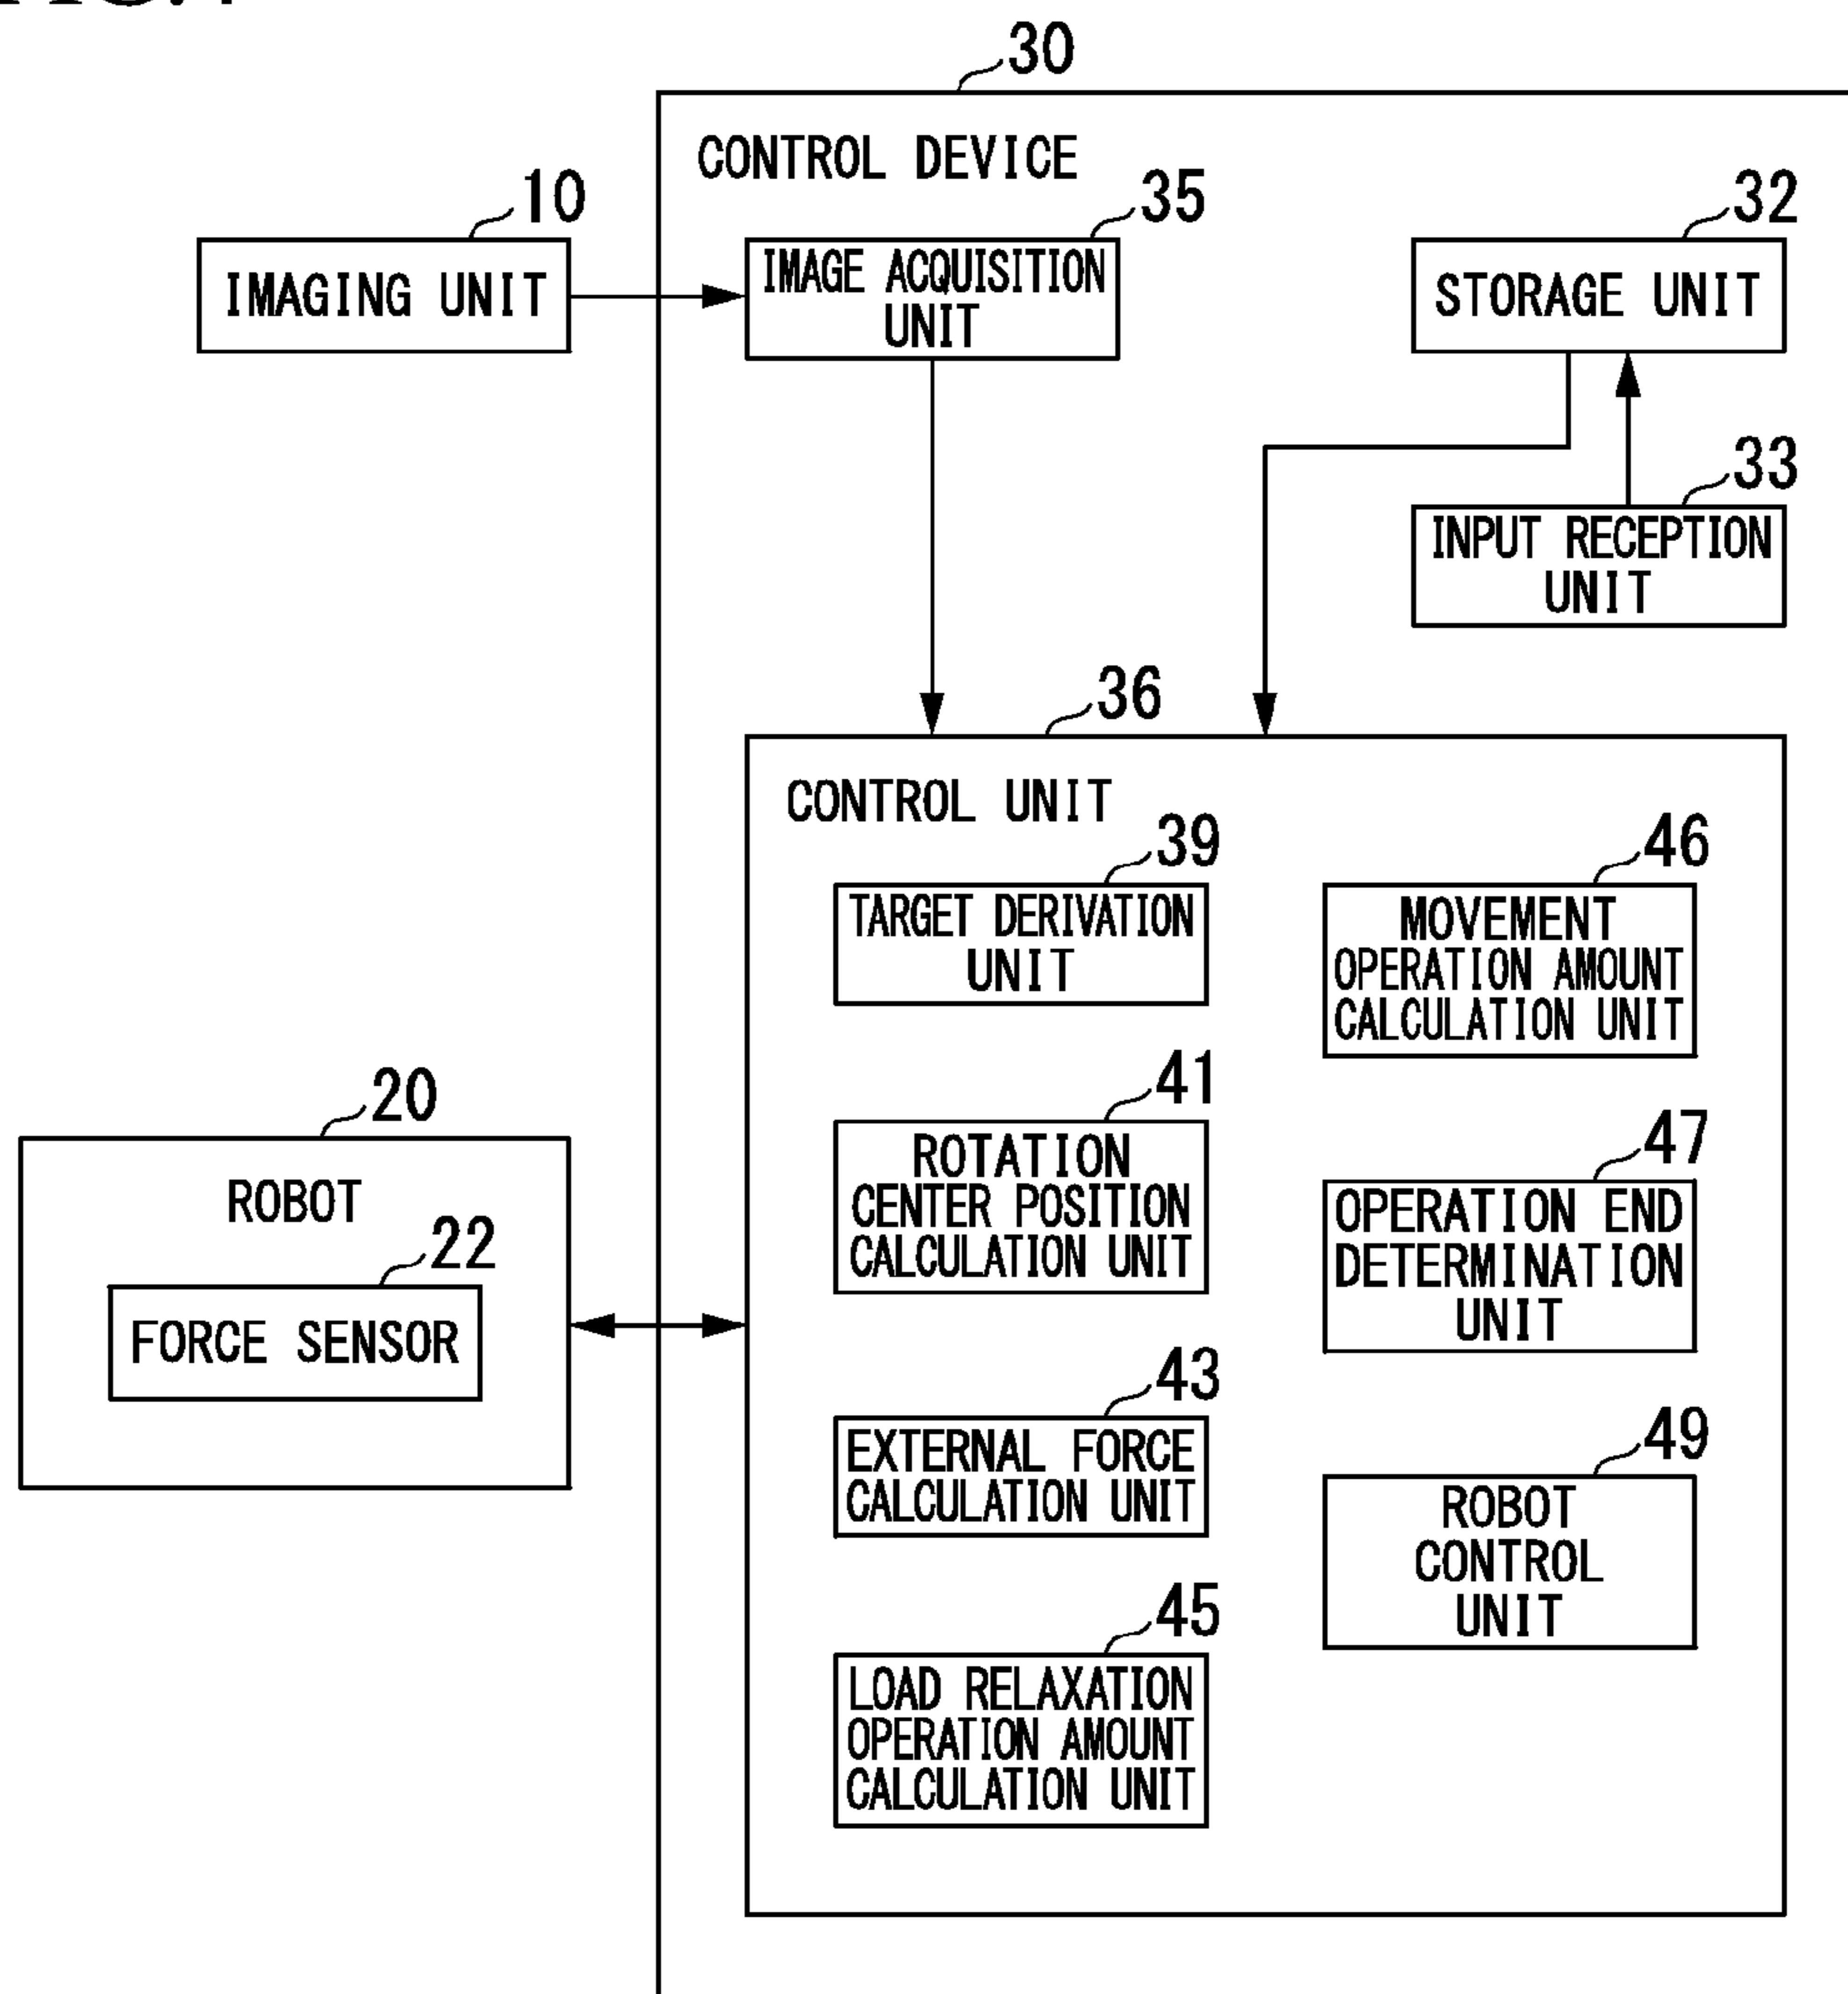 30
CONTROL DEVICE
10
35
32
IMAGING UNIT
IMAGE ACQUISITION
UNIT
STORAGE UNIT
33
INPUT RECEPTION
UNIT
36
CONTROL UNIT
39
TARGET DERIVATION
UNIT
46
MOVEMENT
OPERATION AMOUNT
CALCULATION UNIT
20
ROBOT
22
FORCE SENSOR
41
ROTATION
CENTER POSITION
CALCULATION UNIT
47
OPERATION END
DETERMINATION
UNIT
43
EXTERNAL FORCE
CALCULATION UNIT
49
ROBOT
CONTROL
UNIT
45
LOAD RELAXATION
OPERATION AMOUNT
CALCULATION UNIT